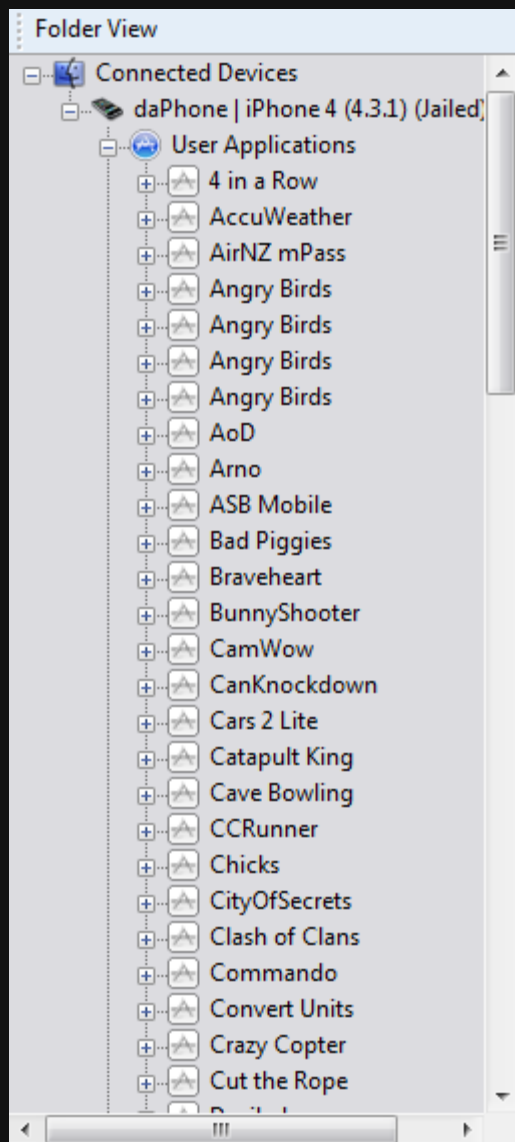 Folder View
Connected Devices
daPhone | iPhone 4 (4.3.1) (Jailed)
User Applications
4 in a Row
AccuWeather
AirNZ mPass
Angry Birds
Angry Birds
Angry Birds
Angry Birds
AoD
Arno
ASB Mobile
Bad Piggies
Braveheart
BunnyShooter
CamWow
CanKnockdown
Cars 2 Lite
Catapult King
Cave Bowling
CCRunner
Chicks
CityOfSecrets
Clash of Clans
Commando
Convert Units
Crazy Copter
Cut the Rope